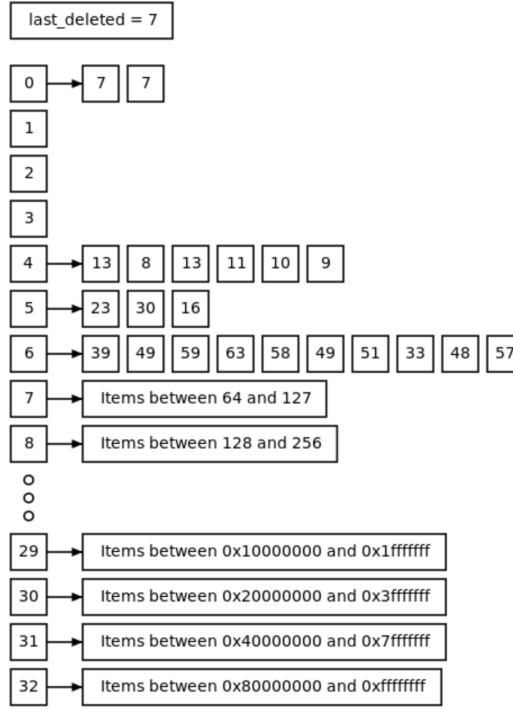 last_deleted = 7
0 7 7
1
2
3
4 13 8 13 11 10 9
5 23 30 16
6 39 49 59 63 58 49 51 33 48 57
7 Items between 64 and 127
8 Items between 128 and 256
29 Items between 0x10000000 and 0x1fffffff
30 Items between 0x20000000 and 0x3fffffff
31 Items between 0x40000000 and 0x7fffffff
32 Items between 0x80000000 and 0xffffffff